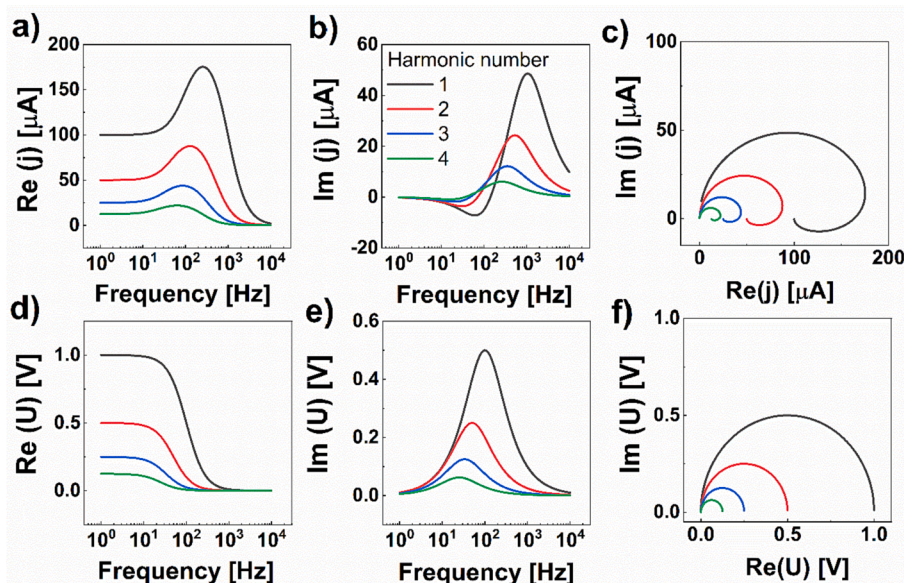 a)
Re (j) [μA]
200
150
100
50
0
10⁰ 10¹ 10² 10³ 10⁴
Frequency [Hz]
b)
Im (j) [μA]
60
40
20
0
-20
Harmonic number
1
2
3
4
10⁰ 10¹ 10² 10³ 10⁴
Frequency [Hz]
c)
Im (j) [μA]
100
50
0
0 100 200
Re(j) [μA]
d)
Re (U) [V]
1.0
0.5
0.0
10⁰ 10¹ 10² 10³ 10⁴
Frequency [Hz]
e)
Im (U) [V]
0.6
0.4
0.2
0.0
10⁰ 10¹ 10² 10³ 10⁴
Frequency [Hz]
f)
Im (U) [V]
1.0
0.5
0.0
0.0 0.5 1.0
Re(U) [V]